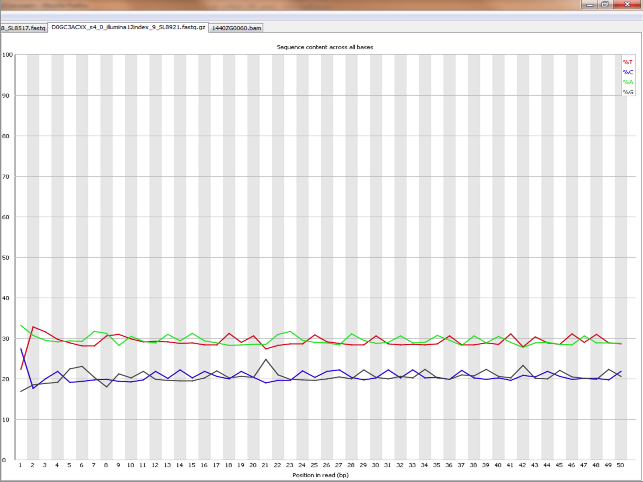 8_SL8517.fastq
D0GC3ACXX_s4_0_illumina12index_9_SL8921.fastq.gz
1440ZG0060.bam
Sequence content across all bases
%T
%C
%A
%G
100
90
80
70
60
50
40
30
20
10
0
1 2 3 4 5 6 7 8 9 10 11 12 13 14 15 16 17 18 19 20 21 22 23 24 25 26 27 28 29 30 31 32 33 34 35 36 37 38 39 40 41 42 43 44 45 46 47 48 49 50
Position in read (bp)